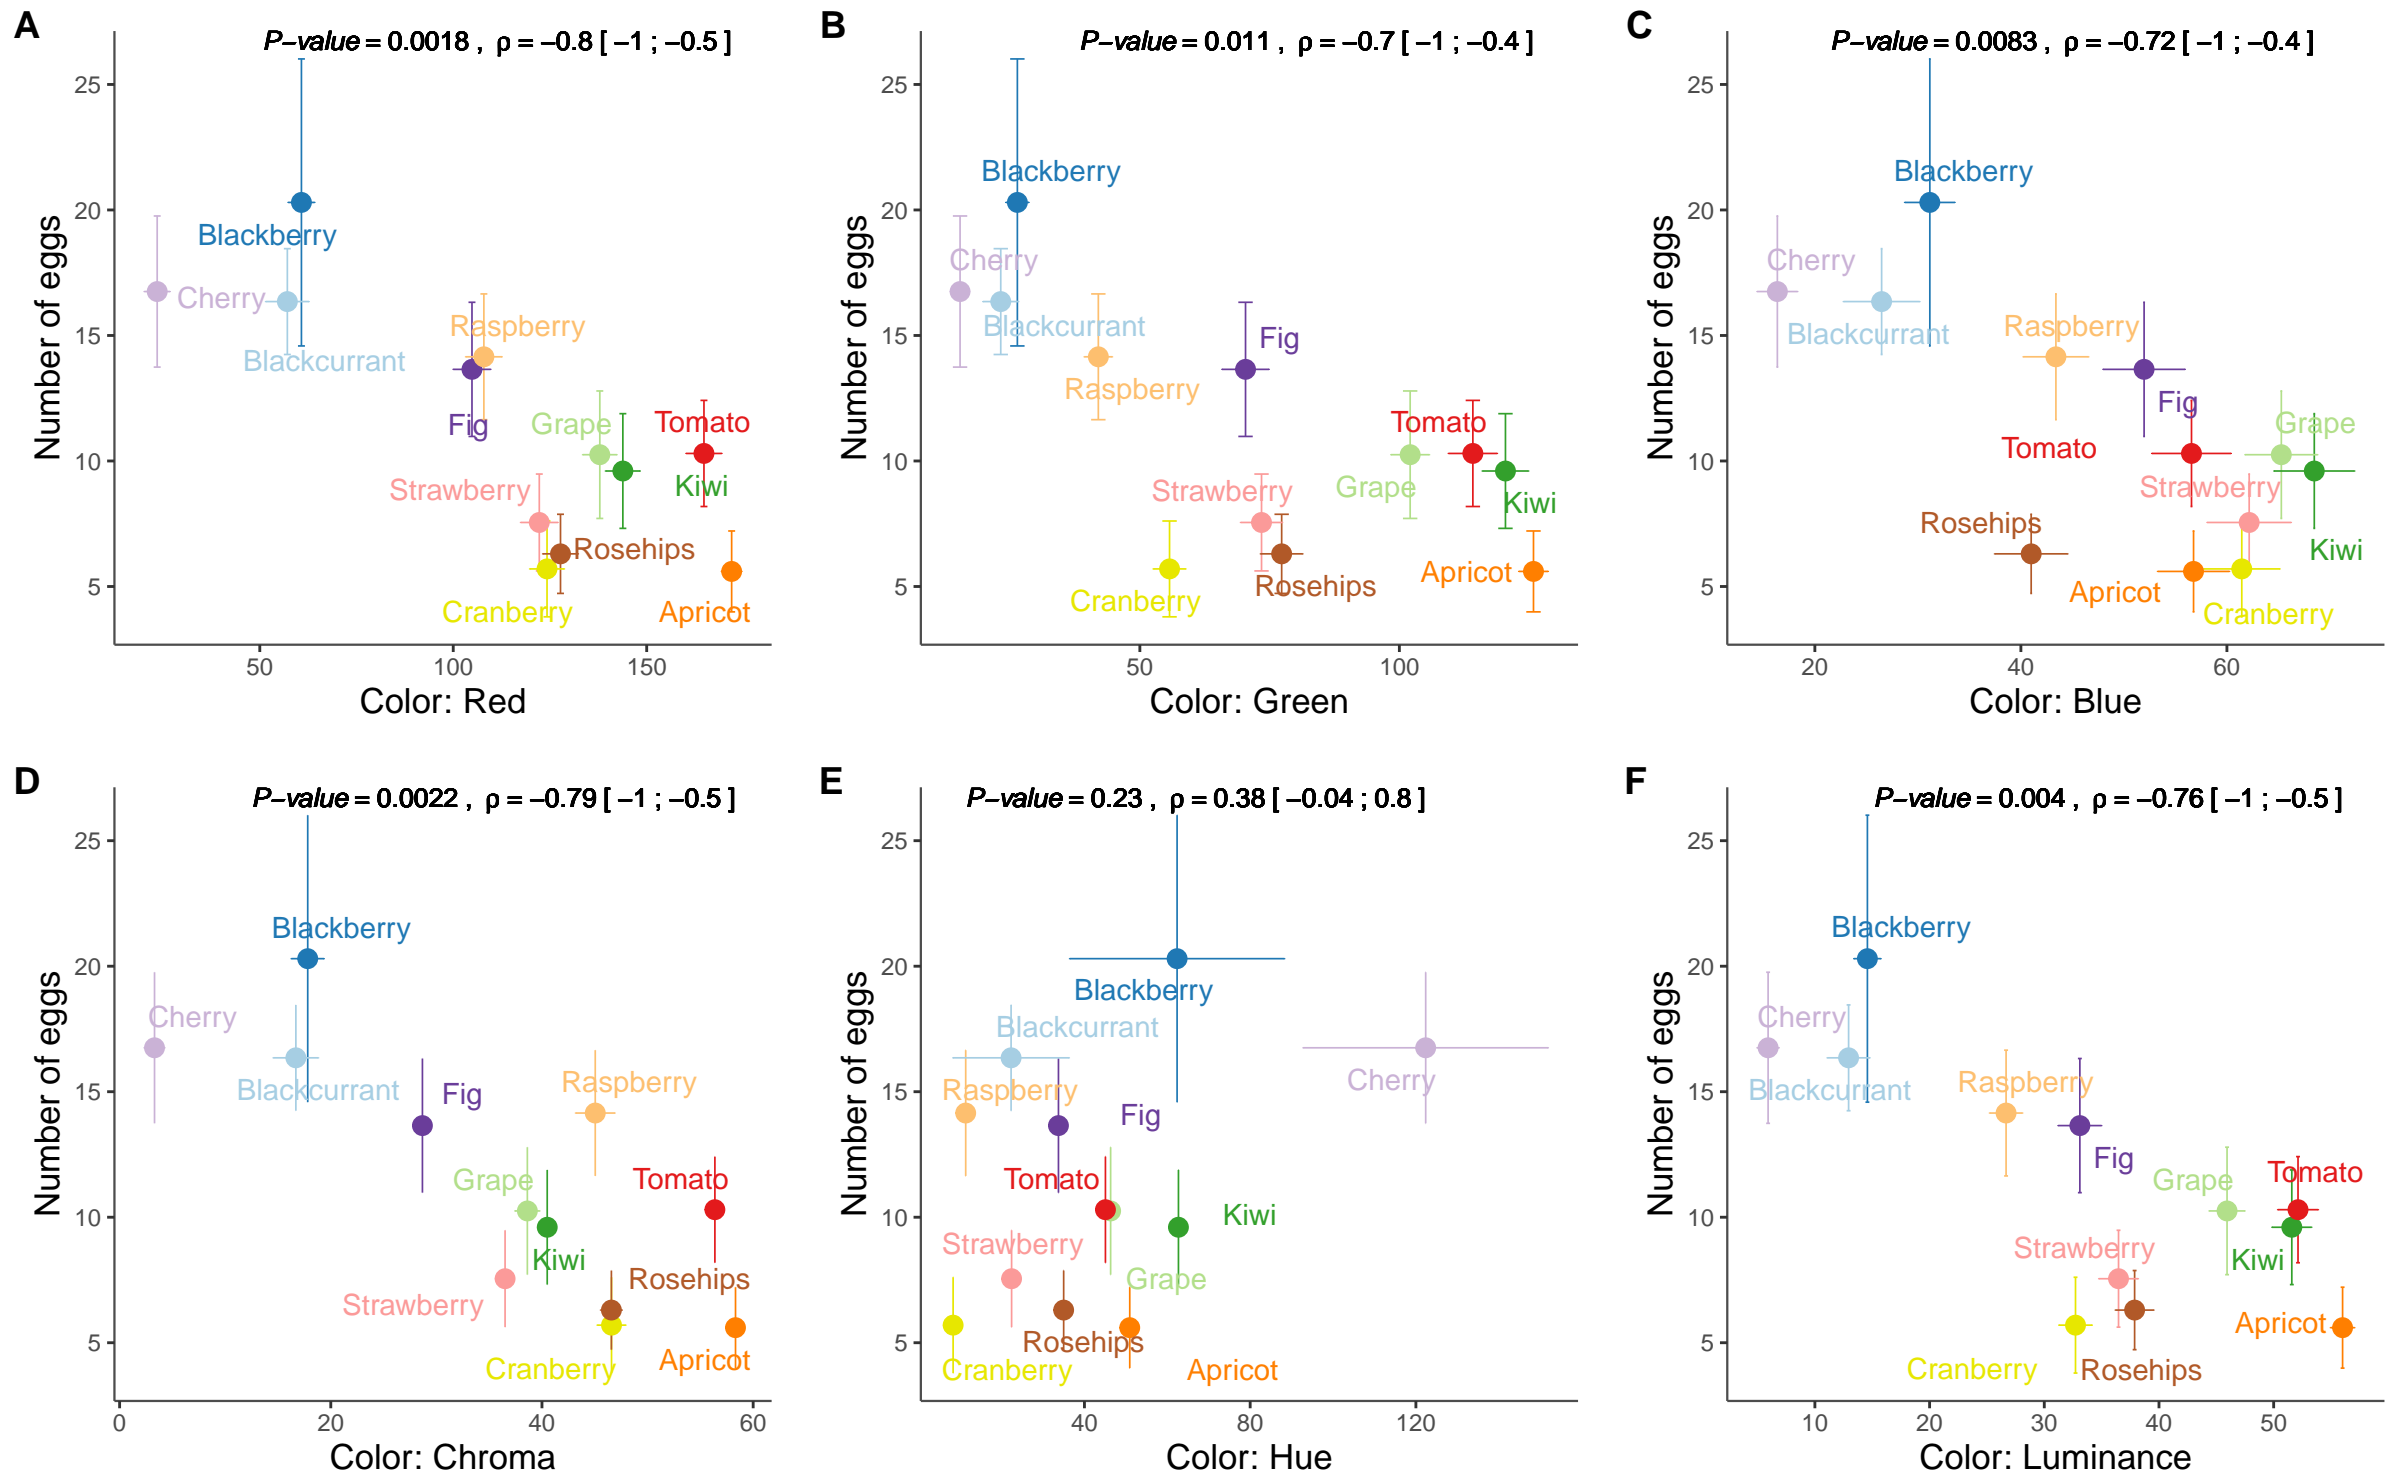 A
P–value = 0.0018 , ρ = –0.8 [ –1 ; –0.5 ]
Number of eggs
25
20
15
10
5
Blackberry
Cherry
Blackcurrant
Raspberry
Fig
Grape
Tomato
Strawberry
Kiwi
Rosehips
Cranberry
Apricot
50
100
150
Color: Red
B
P–value = 0.011 , ρ = –0.7 [ –1 ; –0.4 ]
Number of eggs
25
20
15
10
5
Blackberry
Cherry
Blackcurrant
Fig
Raspberry
Tomato
Grape
Strawberry
Kiwi
Apricot
Rosehips
Cranberry
50
100
Color: Green
C
P–value = 0.0083 , ρ = –0.72 [ –1 ; –0.4 ]
Number of eggs
25
20
15
10
5
Blackberry
Cherry
Blackcurrant
Raspberry
Fig
Grape
Tomato
Strawberry
Rosehips
Kiwi
Apricot
Cranberry
20
40
60
Color: Blue
D
P–value = 0.0022 , ρ = –0.79 [ –1 ; –0.5 ]
Number of eggs
25
20
15
10
5
Blackberry
Cherry
Blackcurrant
Fig
Raspberry
Grape
Tomato
Kiwi
Rosehips
Strawberry
Cranberry
Apricot
0
20
40
60
Color: Chroma
E
P–value = 0.23 , ρ = 0.38 [ –0.04 ; 0.8 ]
Number of eggs
25
20
15
10
5
Blackberry
Blackcurrant
Cherry
Raspberry
Fig
Tomato
Kiwi
Strawberry
Grape
Rosehips
Cranberry
Apricot
40
80
120
Color: Hue
F
P–value = 0.004 , ρ = –0.76 [ –1 ; –0.5 ]
Number of eggs
25
20
15
10
5
Blackberry
Cherry
Blackcurrant
Raspberry
Fig
Grape
Tomato
Strawberry
Kiwi
Apricot
Cranberry
Rosehips
10
20
30
40
50
Color: Luminance